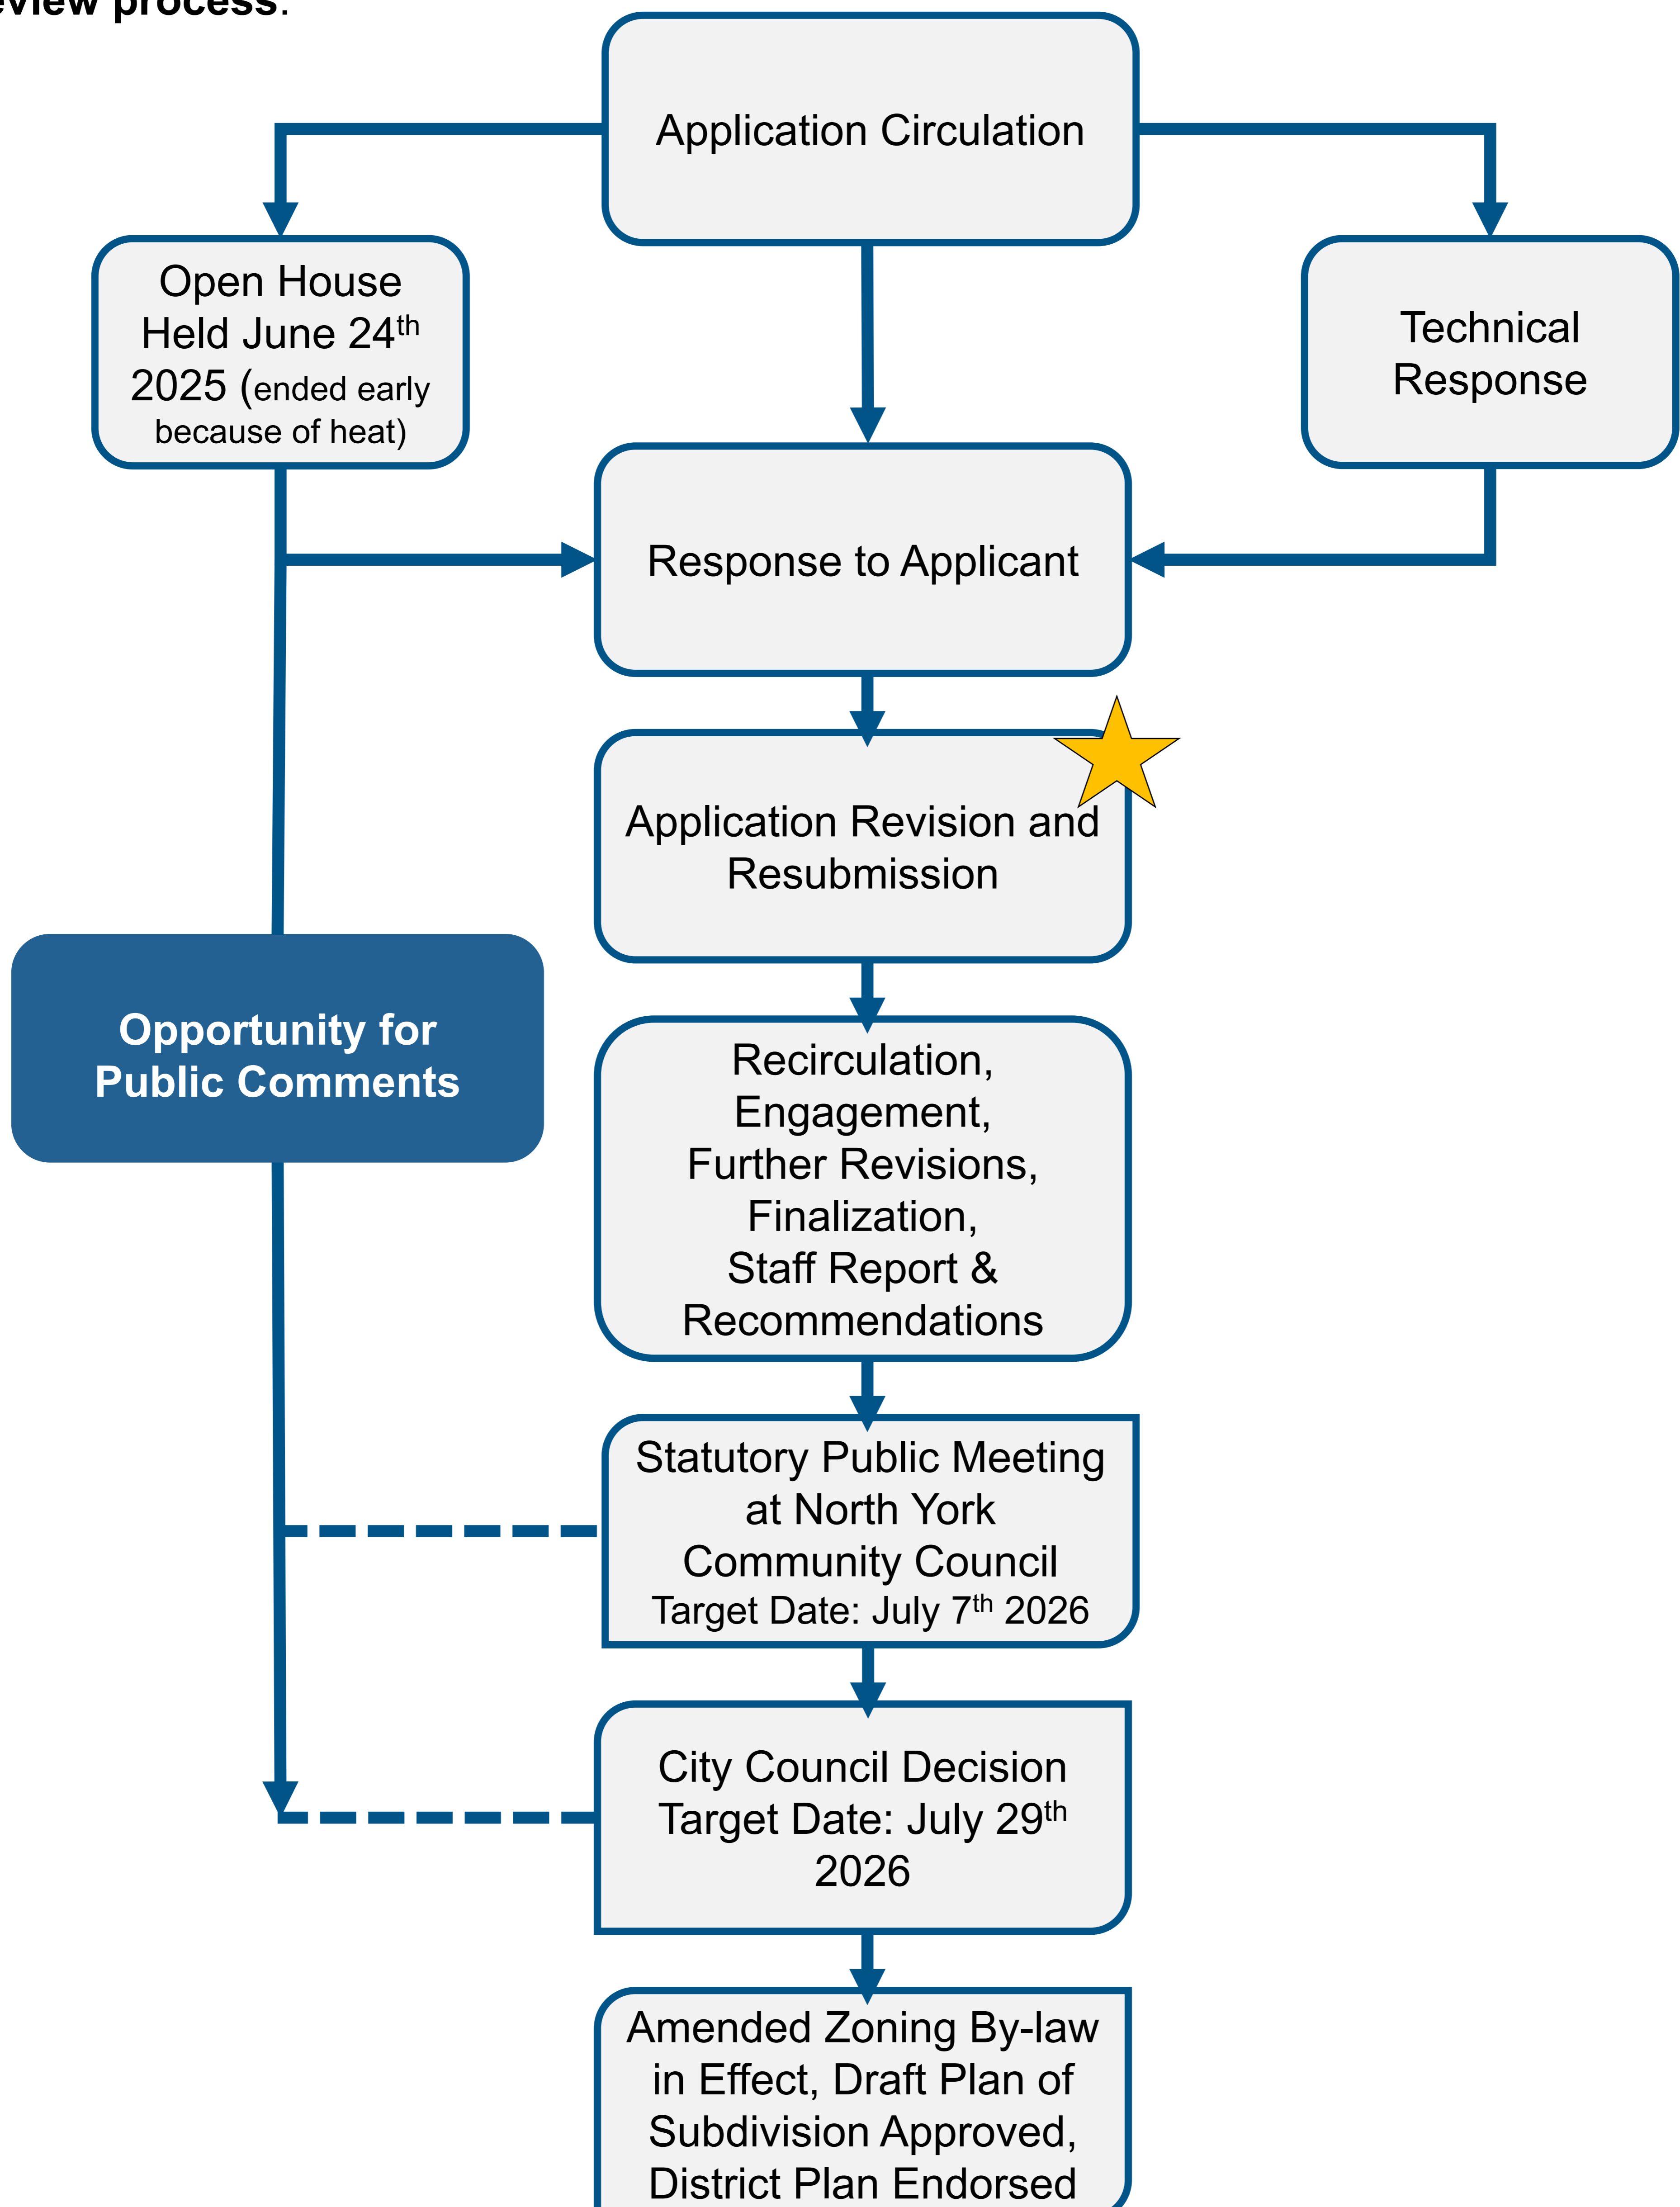 review process.
Application Circulation
Open House
Held June 24th
2025 (ended early
because of heat)
Technical
Response
Response to Applicant
Application Revision and
Resubmission
Opportunity for
Public Comments
Recirculation,
Engagement,
Further Revisions,
Finalization,
Staff Report &
Recommendations
Statutory Public Meeting
at North York
Community Council
Target Date: July 7th 2026
City Council Decision
Target Date: July 29th
2026
Amended Zoning By-law
in Effect, Draft Plan of
Subdivision Approved,
District Plan Endorsed